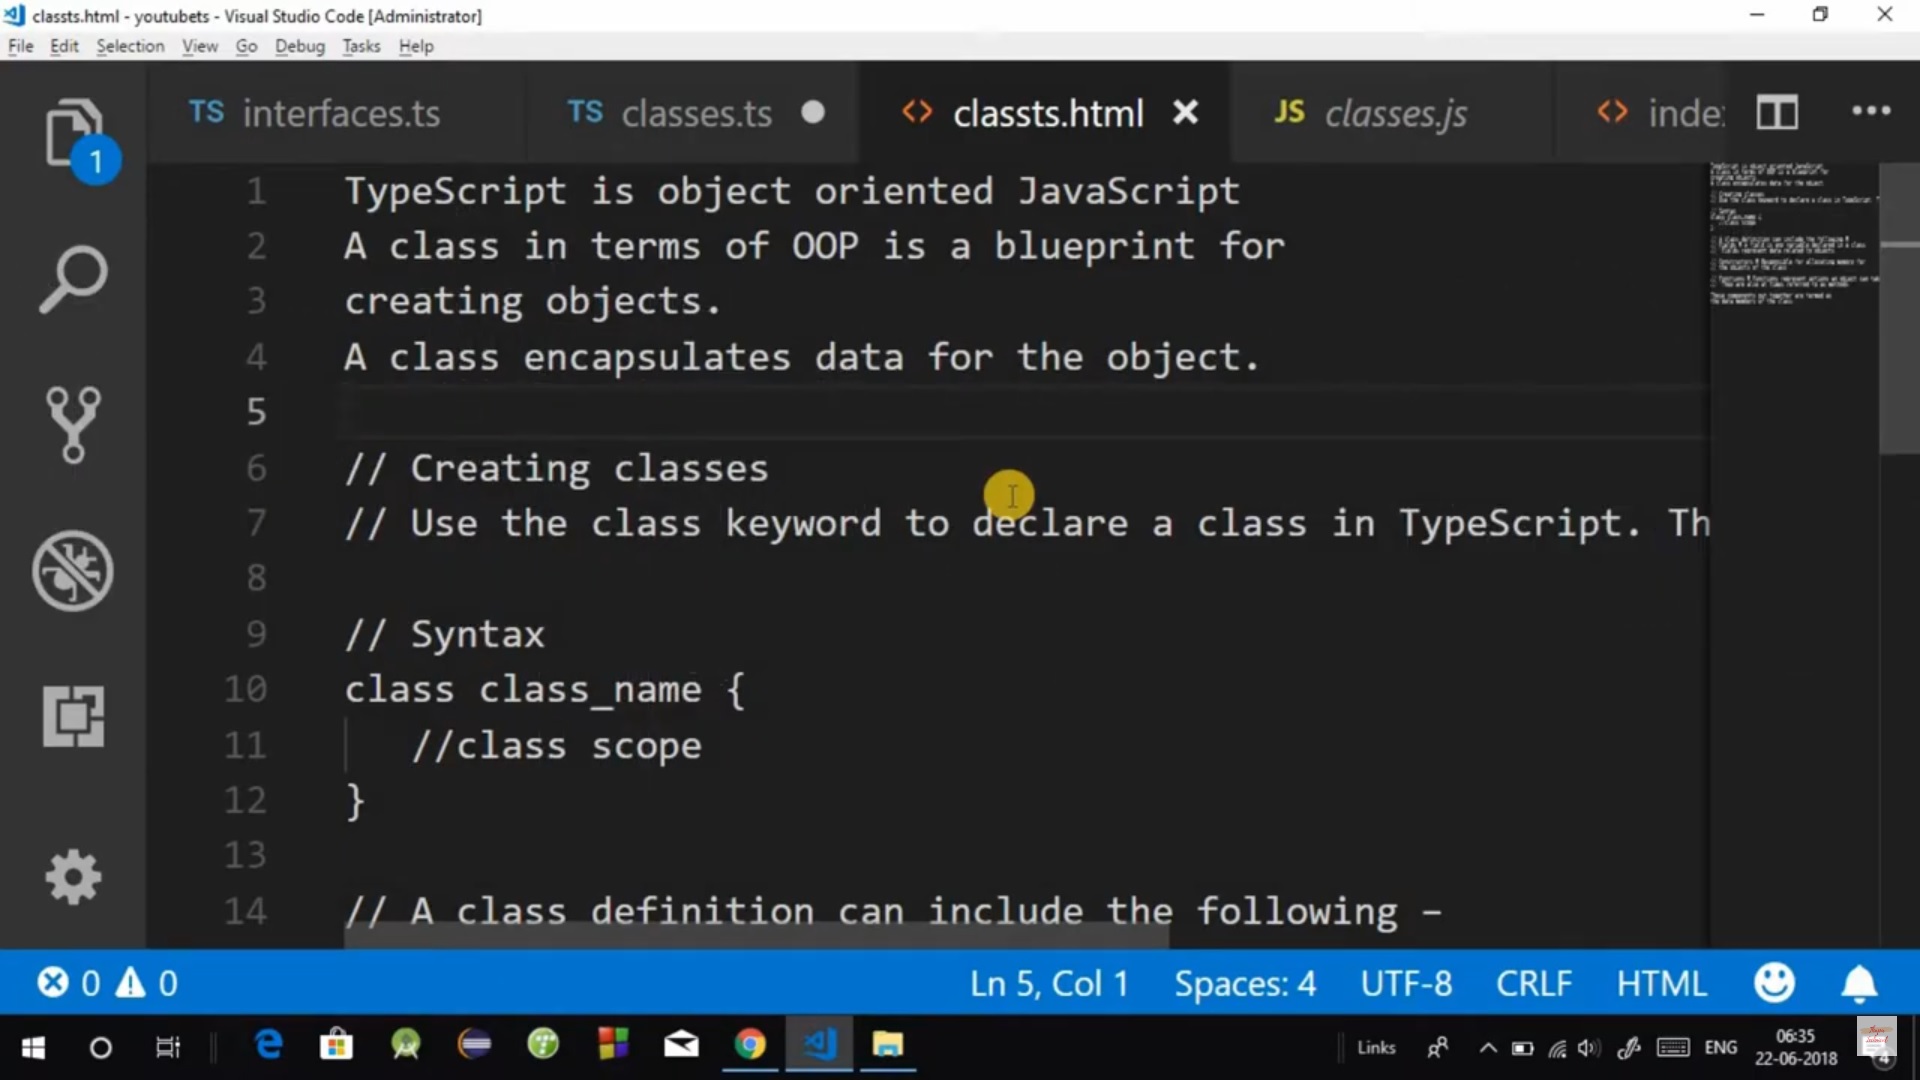 classts.html - youtubets - Visual Studio Code [Administrator]
File Edit Selection View Go Debug Tasks Help
1
TS interfaces.ts
TS classes.ts
<> classts.html
JS classes.js
<> index
1 TypeScript is object oriented JavaScript
2 A class in terms of OOP is a blueprint for
3 creating objects.
4 A class encapsulates data for the object.
5
6 // Creating classes
7 // Use the class keyword to declare a class in TypeScript. Th
8
9 // Syntax
10 class class_name {
11 //class scope
12 }
13
14 // A class definition can include the following –
0 0 Ln 5, Col 1 Spaces: 4 UTF-8 CRLF HTML
Links ENG 06:35
22-06-2018
4